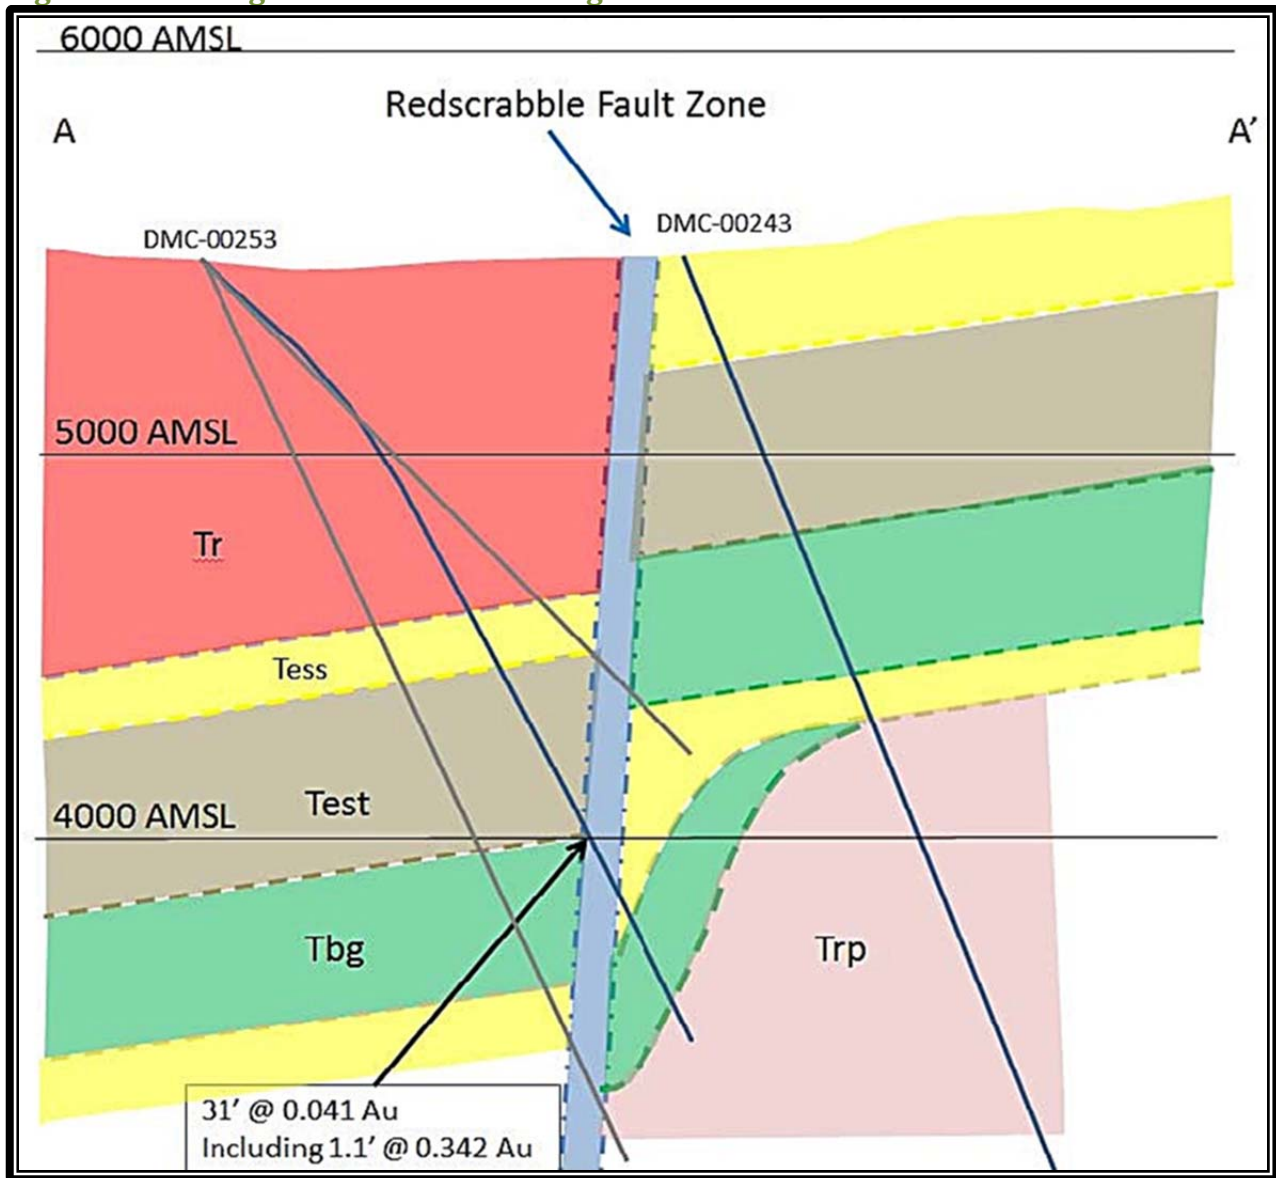 6000 AMSL
Redscrabble Fault Zone
A
A’
DMC-00243
DMC-00253
5000 AMSL
Tr
Tess
Test
4000 AMSL
Tbg
Trp
31’ @ 0.041 Au
Including 1.1’ @ 0.342 Au